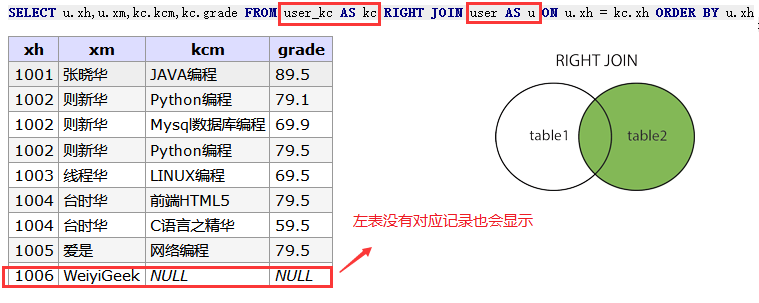 SELECT u.xh,u.xm,kc.kcm,kc.grade FROM user_kc AS kc RIGHT JOIN user AS u ON u.xh = kc.xh ORDER BY u.xh ;
xh xm kcm grade
1001 张晓华 JAVA编程 89.5
1002 则新华 Python编程 79.1
1002 则新华 Mysql数据库编程 69.9
1002 则新华 Python编程 79.5
1003 线程华 LINUX编程 69.5
1004 台时华 前端HTML5 79.5
1004 台时华 C语言之精华 59.5
1005 爱是 网络编程 79.5
1006 WeiyiGeek NULL NULL
RIGHT JOIN
table1 table2
左表没有对应记录也会显示